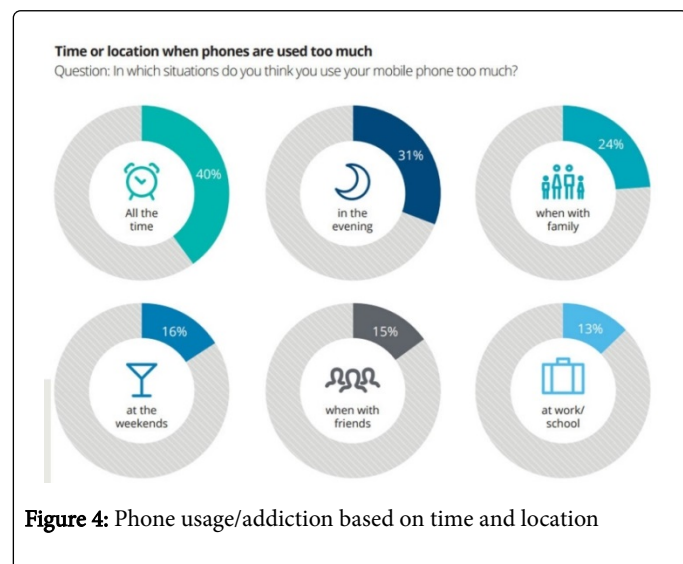 Time or location when phones are used too much
Question: In which situations do you think you use your mobile phone too much?
40%
All the
time
31%
in the
evening
24%
when with
family
16%
at the
weekends
15%
when with
friends
13%
at work/
school
Figure 4: Phone usage/addiction based on time and location